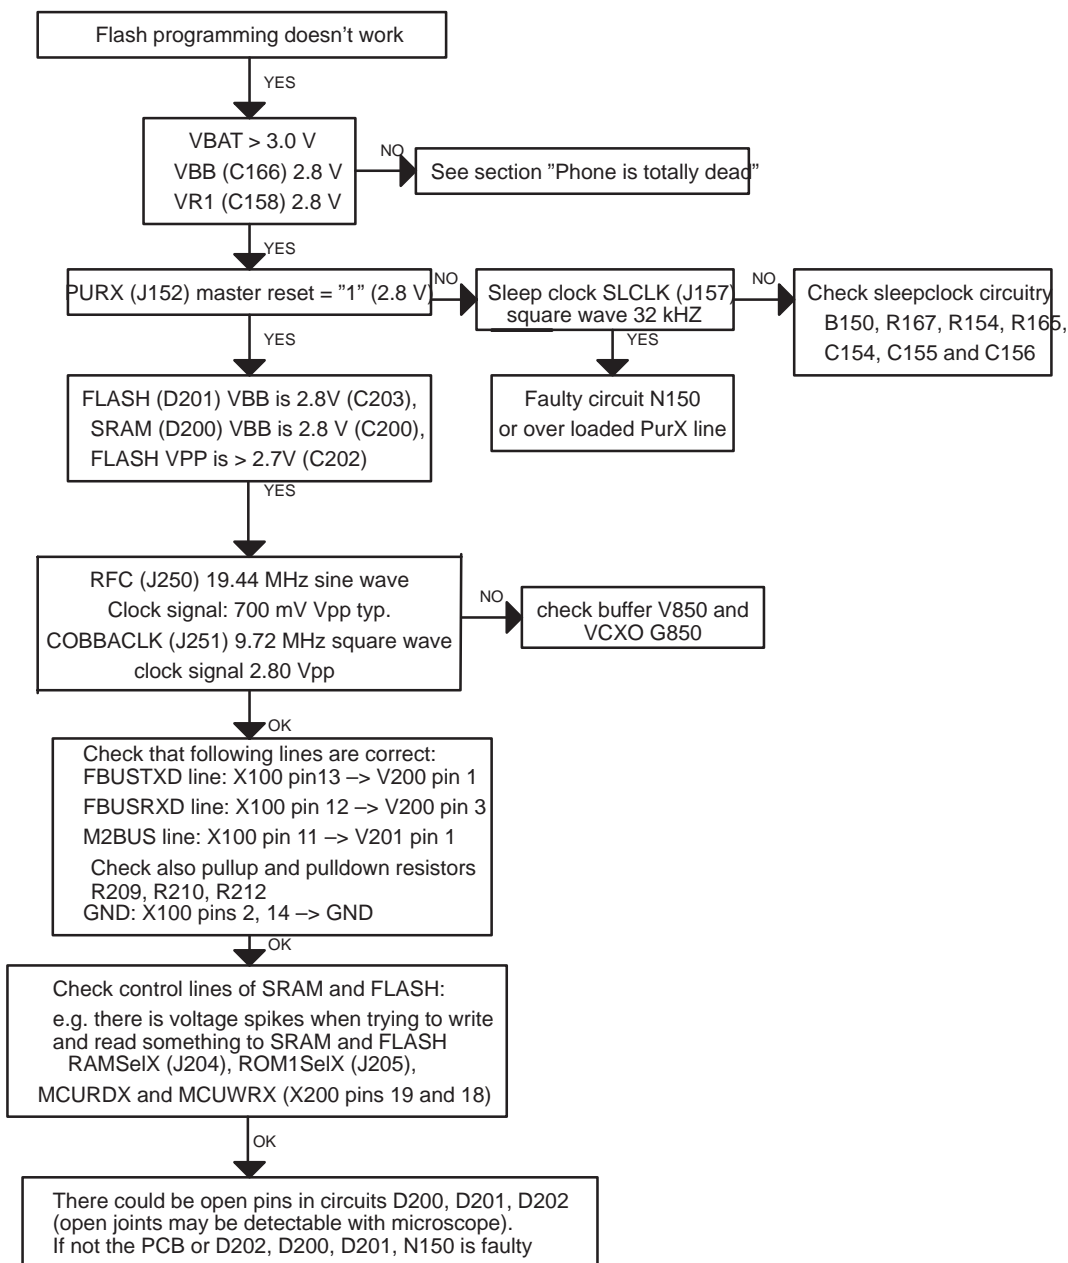 Flash programming doesn't work
YES
VBAT > 3.0 V
VBB (C166) 2.8 V
VR1 (C158) 2.8 V
NO
See section ”Phone is totally dead”
YES
PURX (J152) master reset = ”1” (2.8 V)
NO
Sleep clock SLCLK (J157)
square wave 32 kHZ
NO
Check sleepclock circuitry
B150, R167, R154, R165,
C154, C155 and C156
YES
YES
FLASH (D201) VBB is 2.8V (C203),
SRAM (D200) VBB is 2.8 V (C200),
FLASH VPP is > 2.7V (C202)
Faulty circuit N150
or over loaded PurX line
YES
RFC (J250) 19.44 MHz sine wave
Clock signal: 700 mV Vpp typ.
COBBACLK (J251) 9.72 MHz square wave
clock signal 2.80 Vpp
NO
check buffer V850 and
VCXO G850
OK
Check that following lines are correct:
FBUSTXD line: X100 pin13 –> V200 pin 1
FBUSRXD line: X100 pin 12 –> V200 pin 3
M2BUS line: X100 pin 11 –> V201 pin 1
Check also pullup and pulldown resistors
R209, R210, R212
GND: X100 pins 2, 14 –> GND
OK
Check control lines of SRAM and FLASH:
e.g. there is voltage spikes when trying to write
and read something to SRAM and FLASH
RAMSelX (J204), ROM1SelX (J205),
MCURDX and MCUWRX (X200 pins 19 and 18)
OK
There could be open pins in circuits D200, D201, D202
(open joints may be detectable with microscope).
If not the PCB or D202, D200, D201, N150 is faulty